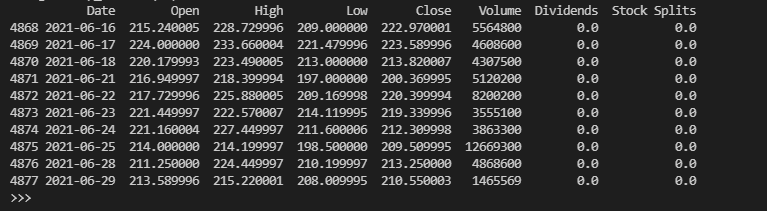 Date Open High Low Close Volume Dividends Stock Splits
4868 2021-06-16 215.240005 228.729996 209.000000 222.970001 5564800 0.0 0.0
4869 2021-06-17 224.000000 233.660004 221.479996 223.589996 4608600 0.0 0.0
4870 2021-06-18 220.179993 223.490005 213.000000 213.820007 4307500 0.0 0.0
4871 2021-06-21 216.949997 218.399994 197.000000 200.369995 5120200 0.0 0.0
4872 2021-06-22 217.729996 225.880005 209.169998 220.399994 8200200 0.0 0.0
4873 2021-06-23 221.449997 222.570007 214.119995 219.339996 3555100 0.0 0.0
4874 2021-06-24 221.160004 227.449997 211.600006 212.309998 3863300 0.0 0.0
4875 2021-06-25 214.000000 214.199997 198.500000 209.509995 12669300 0.0 0.0
4876 2021-06-28 211.250000 224.449997 210.199997 213.250000 4868600 0.0 0.0
4877 2021-06-29 213.589996 215.220001 208.009995 210.550003 1465569 0.0 0.0
>>>